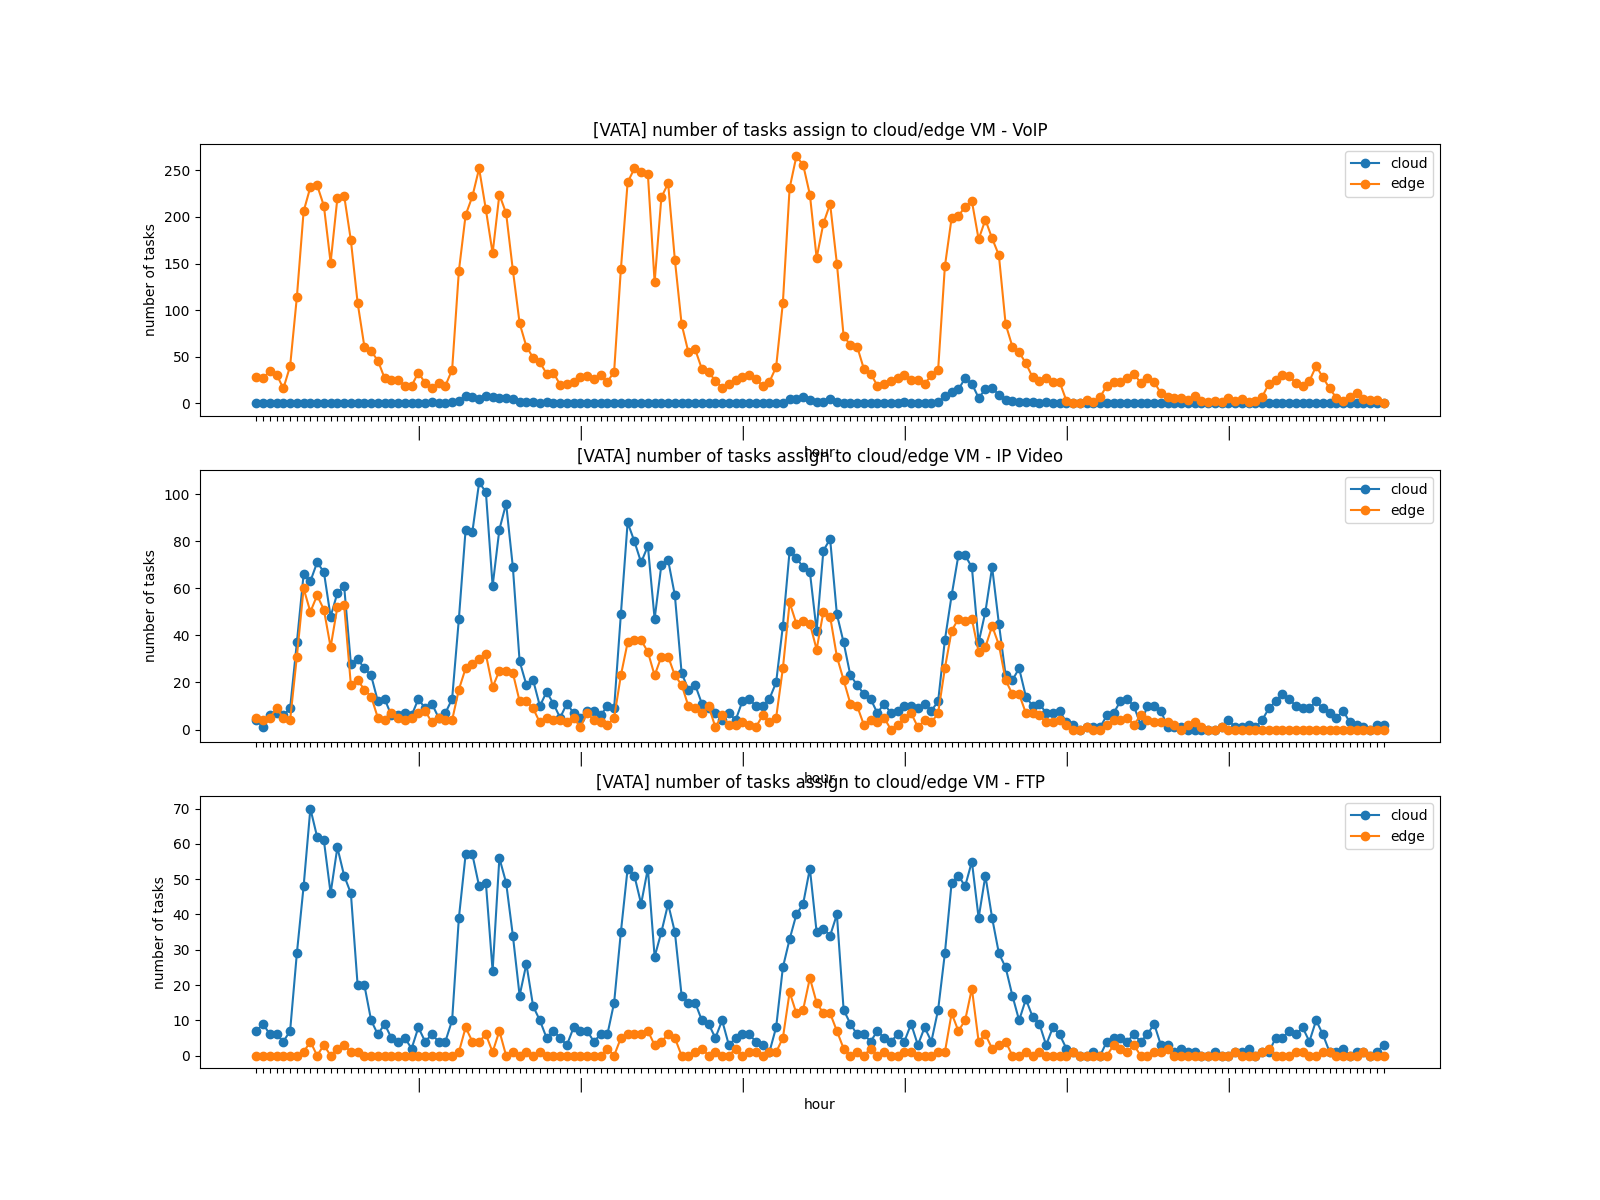 [VATA] number of tasks assign to cloud/edge VM - VoIP
number of tasks
250
200
150
100
50
0
cloud
edge
hour
[VATA] number of tasks assign to cloud/edge VM - IP Video
number of tasks
100
80
60
40
20
0
cloud
edge
hour
[VATA] number of tasks assign to cloud/edge VM - FTP
number of tasks
70
60
50
40
30
20
10
0
cloud
edge
hour